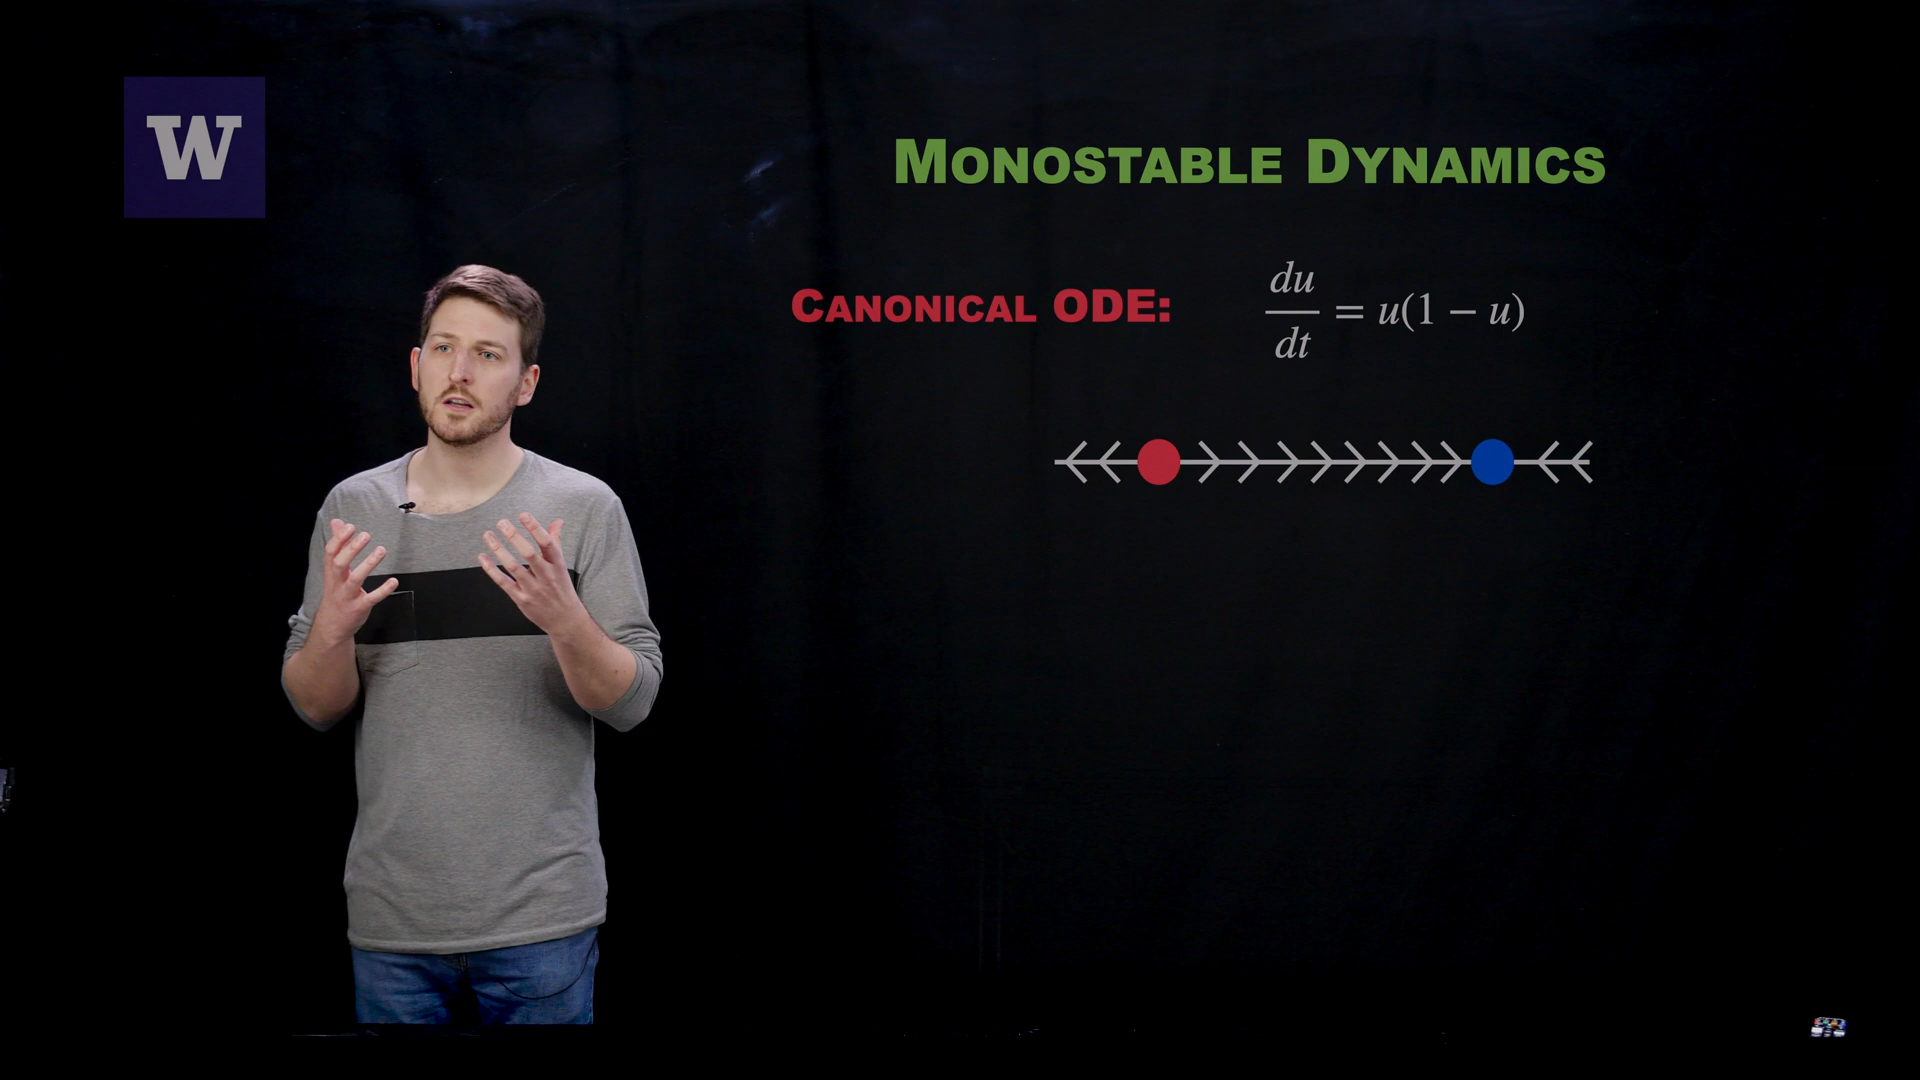 W
MONOSTABLE DYNAMICS
CANONICAL ODE: du/dt = u(1 − u)